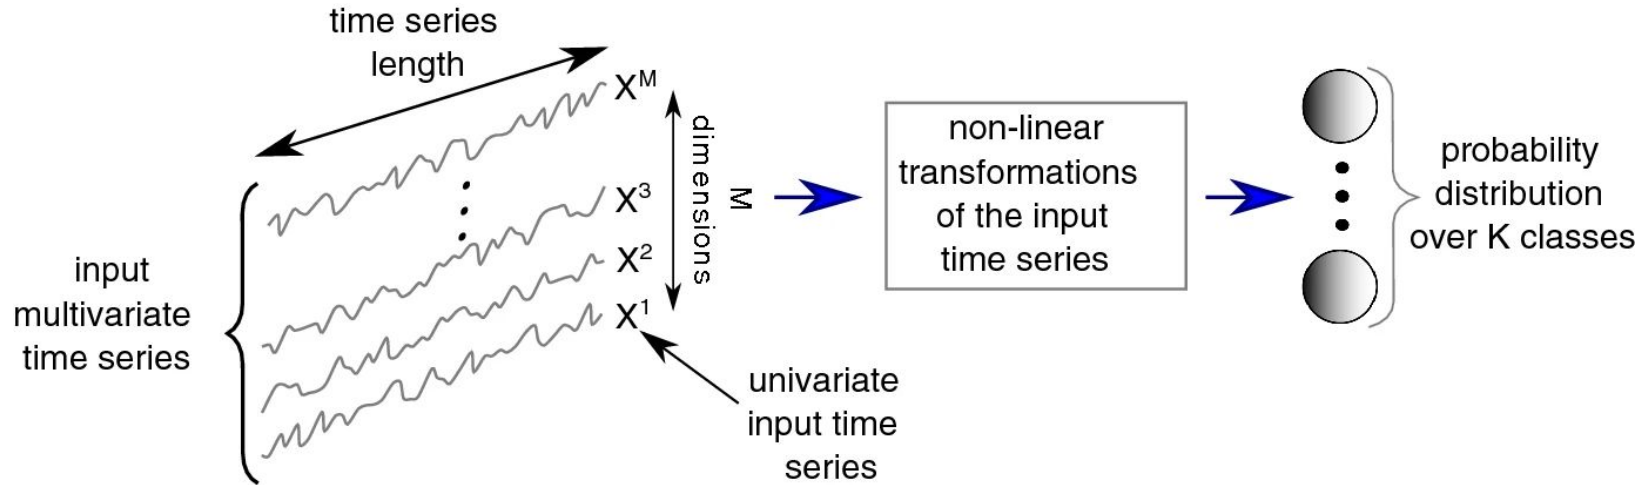 time series
length
X^M
X^3
X^2
X^1
M
dimensions
input
multivariate
time series
univariate
input time
series
non-linear
transformations
of the input
time series
probability
distribution
over K classes